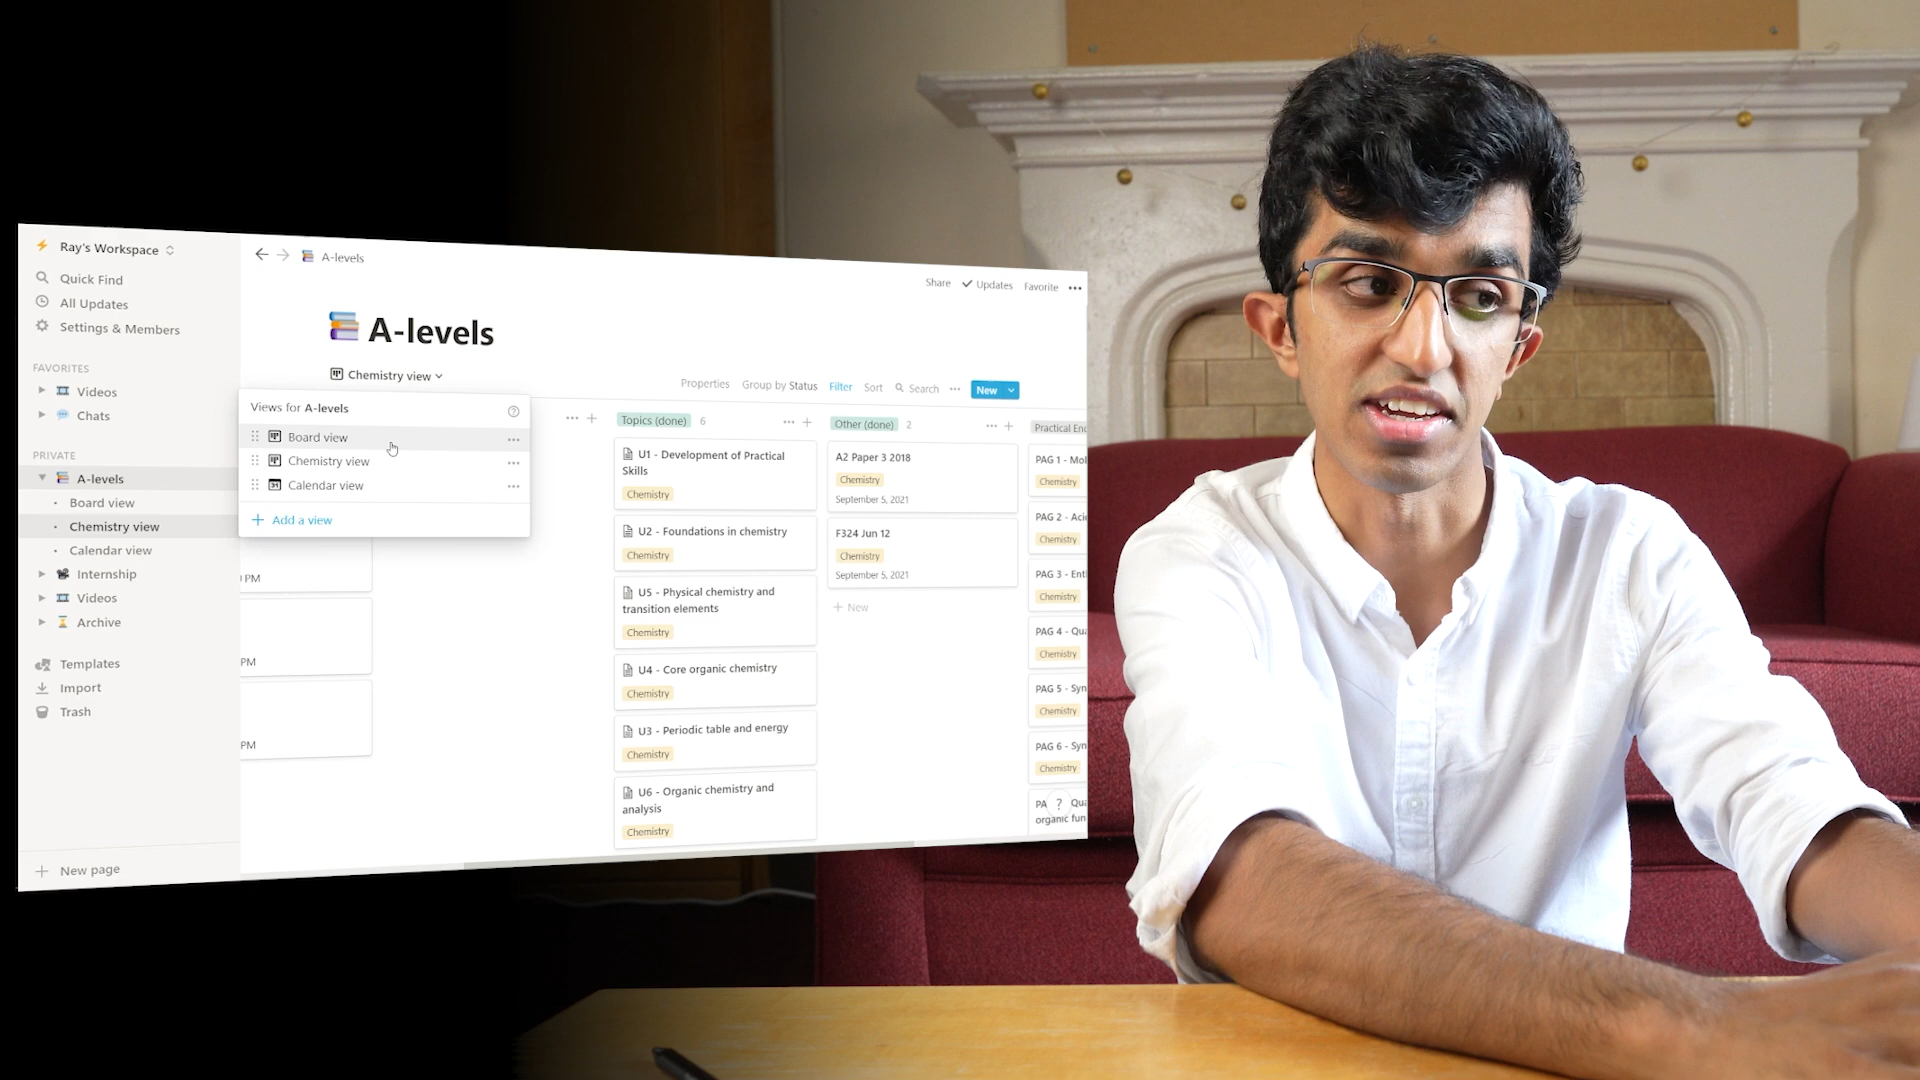 Ray's Workspace
Quick Find
All Updates
Settings & Members
FAVORITES
Videos
Chats
PRIVATE
A-levels
Board view
Chemistry view
Calendar view
Internship
Videos
Archive
Templates
Import
Trash
New page
A-levels
Share
Updates
Favorite
A-levels
Chemistry view
Properties
Group by Status
Filter
Sort
Search
New
Views for A-levels
Board view
Chemistry view
Calendar view
Add a view
PM
PM
PM
Topics (done) 6
U1 - Development of Practical
Skills
Chemistry
U2 - Foundations in chemistry
Chemistry
U5 - Physical chemistry and
transition elements
Chemistry
U4 - Core organic chemistry
Chemistry
U3 - Periodic table and energy
Chemistry
U6 - Organic chemistry and
analysis
Chemistry
Other (done) 2
A2 Paper 3 2018
Chemistry
September 5, 2021
F324 Jun 12
Chemistry
September 5, 2021
New
Practical
PAG 1 -
Chemistry
PAG 2 -
Chemistry
PAG 3 -
Chemistry
PAG 4 -
Chemistry
PAG 5 -
Chemistry
PAG 6 -
Chemistry
?
organic